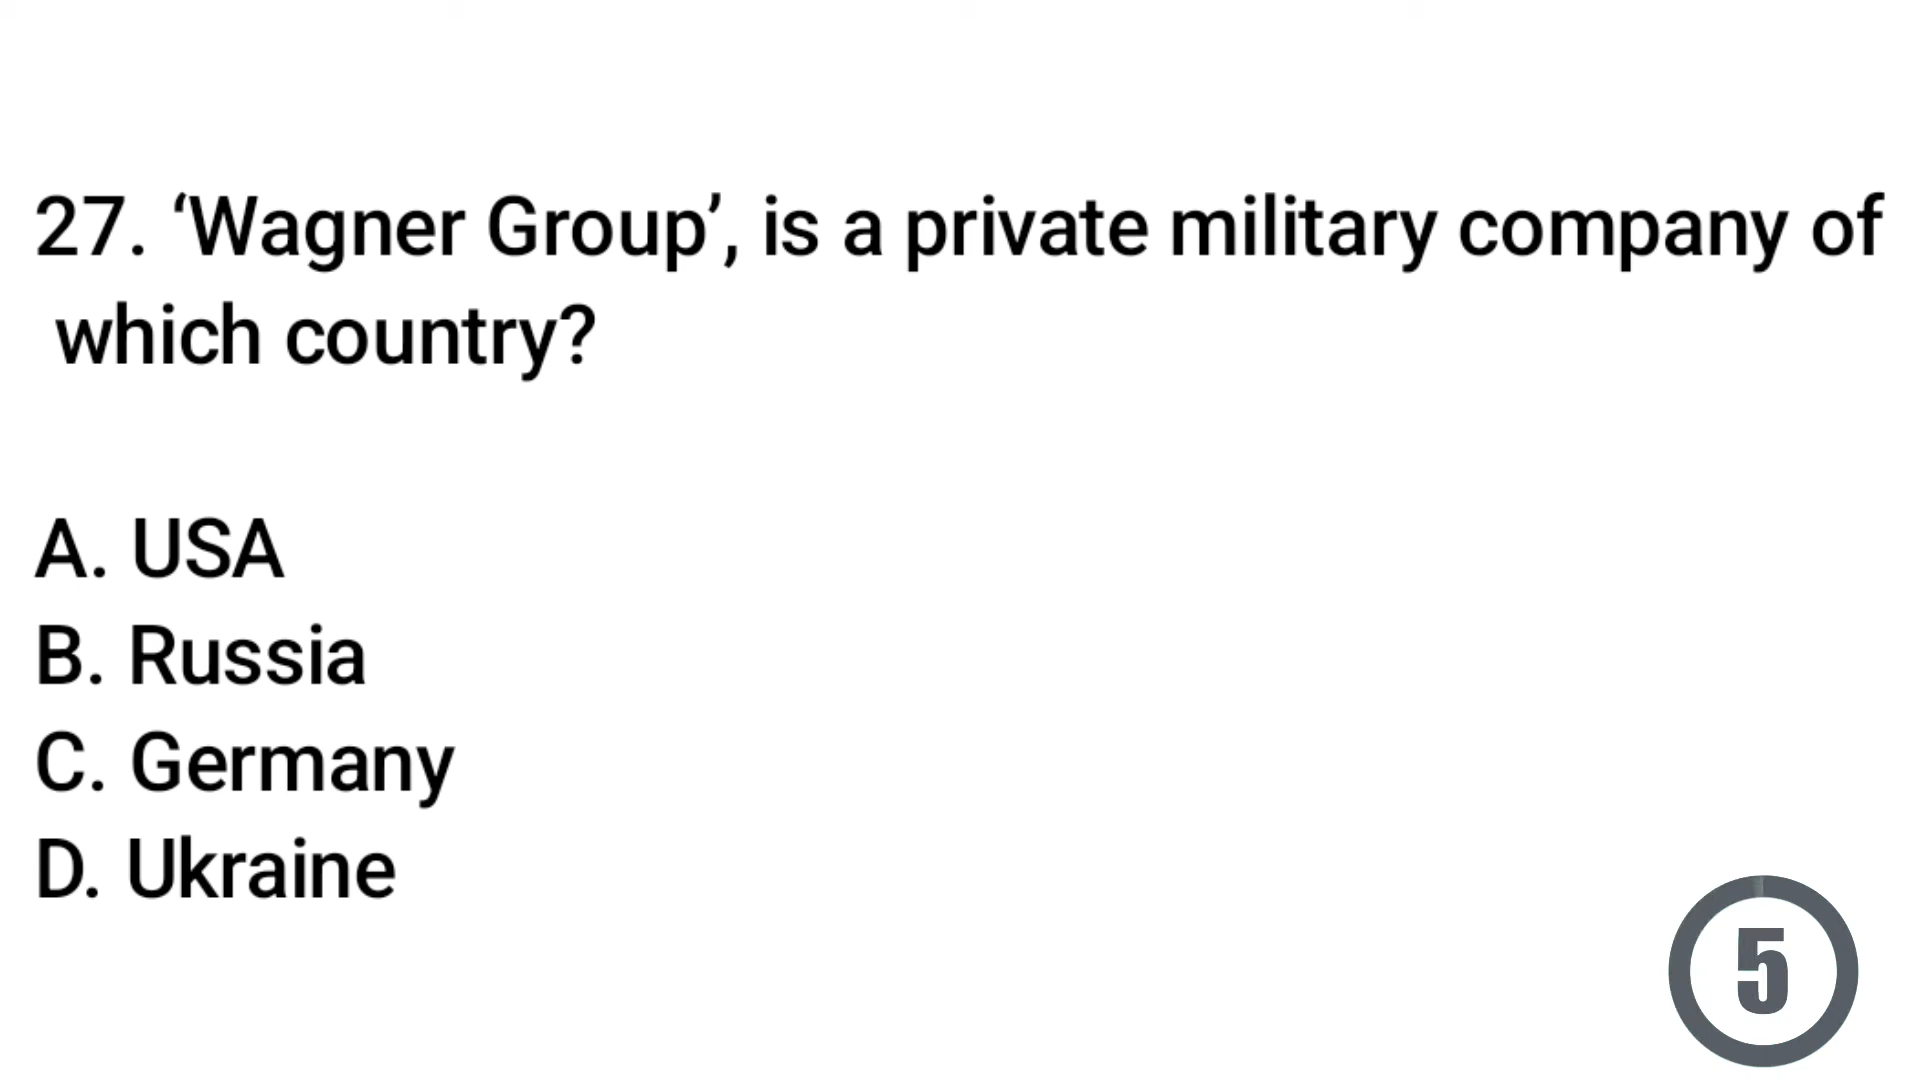 27. ‘Wagner Group’, is a private military company of
which country?
A. USA
B. Russia
C. Germany
D. Ukraine
5